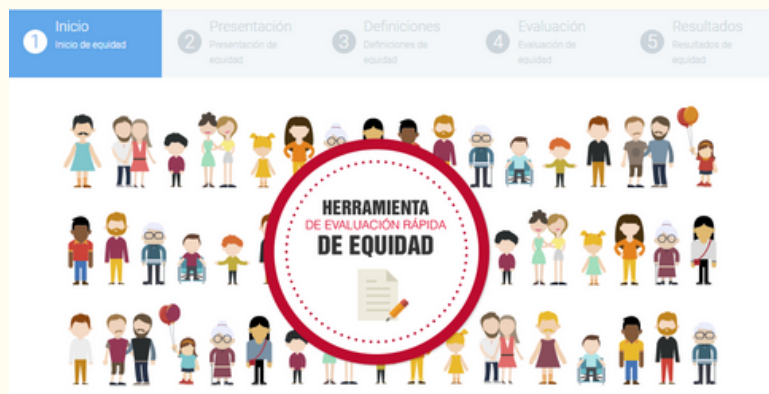 1
Inicio
Inicio de equidad
2
Presentación
Presentación de
equidad
3
Definiciones
Definiciones de
equidad
4
Evaluación
Evaluación de
equidad
5
Resultados
Resultados de
equidad
HERRAMIENTA
DE EVALUACIÓN RÁPIDA
DE EQUIDAD